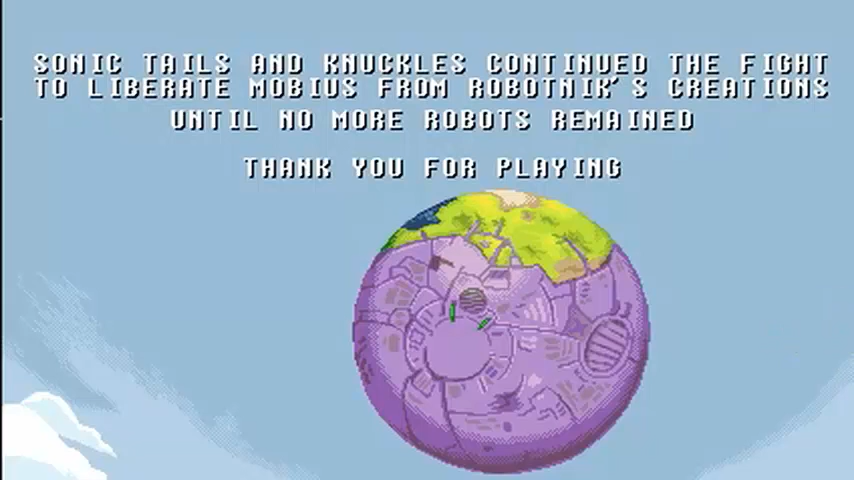 SONIC TAILS AND KNUCKLES CONTINUED THE FIGHT
TO LIBERATE MOBIUS FROM ROBOTNIK'S CREATIONS
UNTIL NO MORE ROBOTS REMAINED
THANK YOU FOR PLAYING